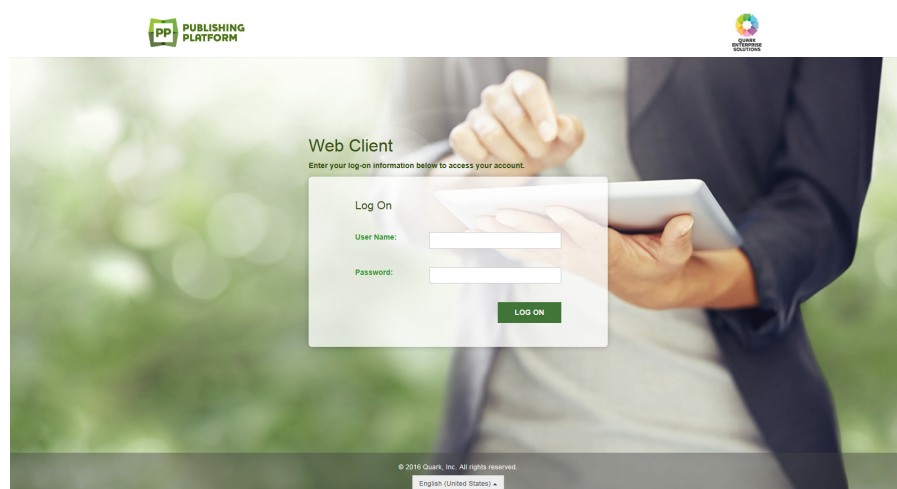 PP PUBLISHING
PLATFORM
QUARK
ENTERPRISE
SOLUTIONS
Web Client
Enter your log-on information below to access your account.
Log On
User Name:
Password:
LOG ON
© 2016 Quark, Inc. All rights reserved.
English (United States)